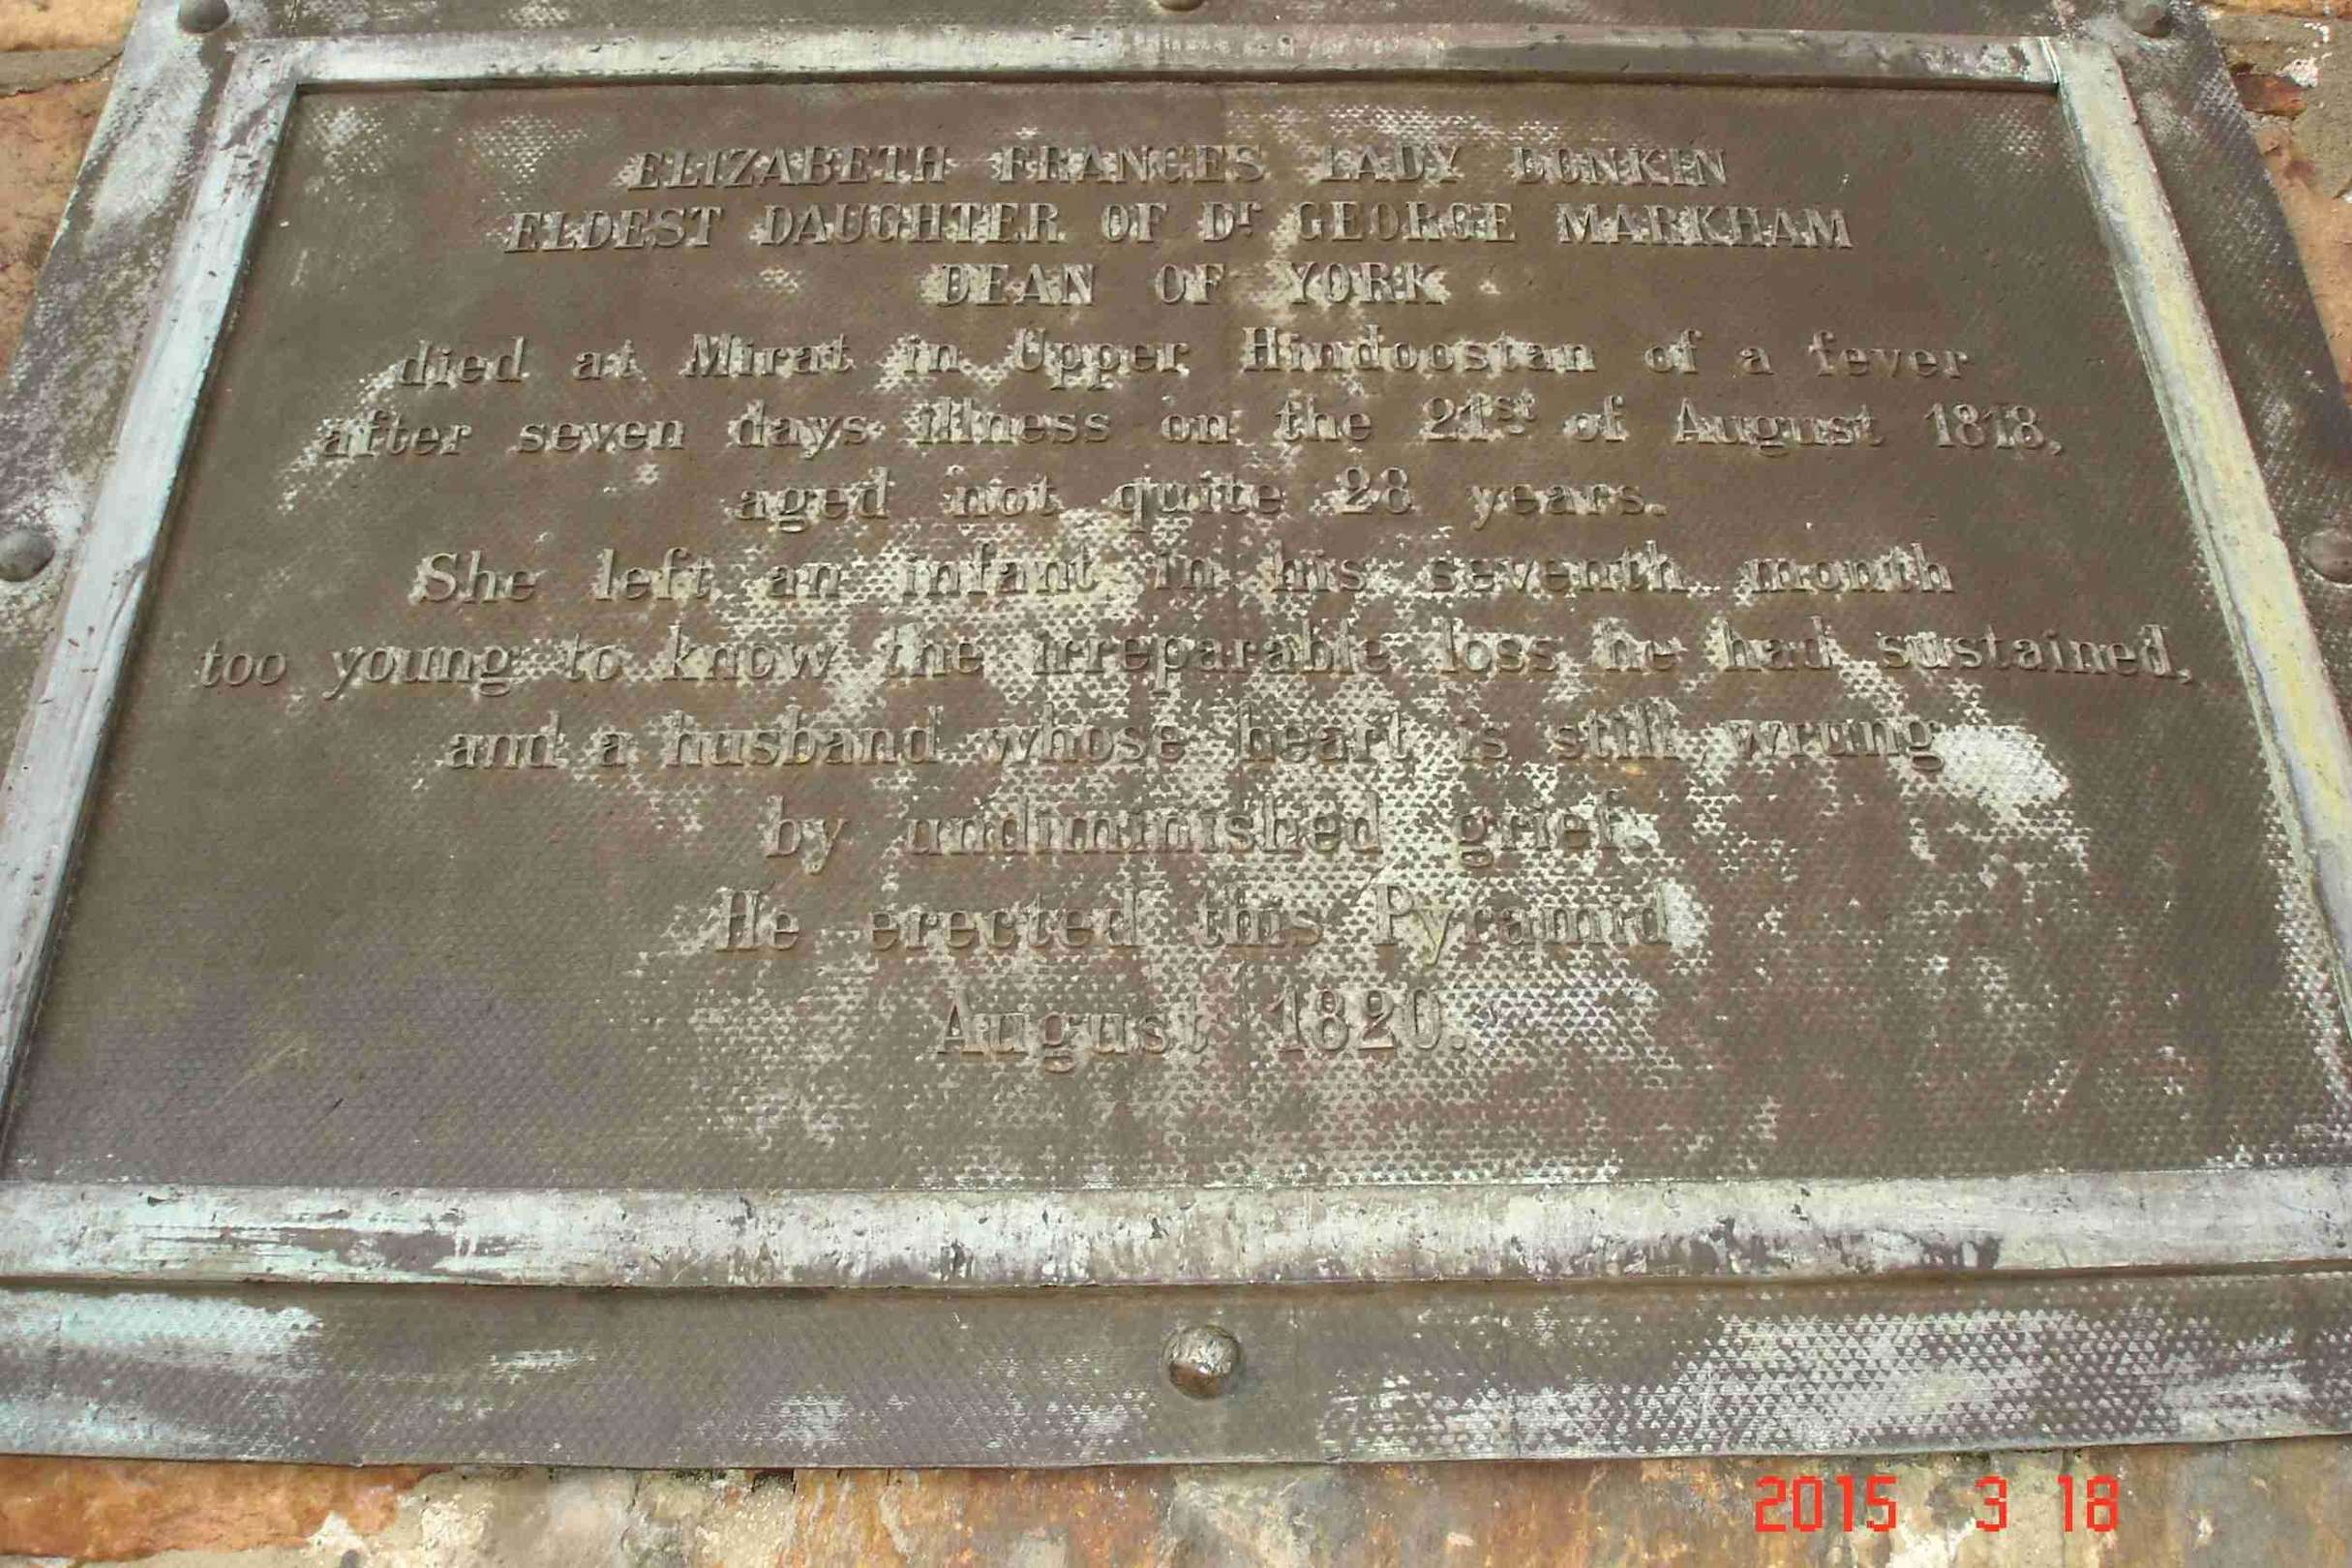 ELIZABETH FRANCES LADY DONKIN
ELDEST DAUGHTER OF Dr GEORGE MARKHAM
DEAN OF YORK
died at Mirat in Upper Hindoostan of a fever
after seven days illness on the 21st of August 1818,
aged not quite 28 years.
She left an infant in his seventh month
too young to know the irreparable loss he had sustained,
and a husband whose heart is still wrung
by undiminished grief.
He erected this Pyramid
August 1820.
2015 3 18